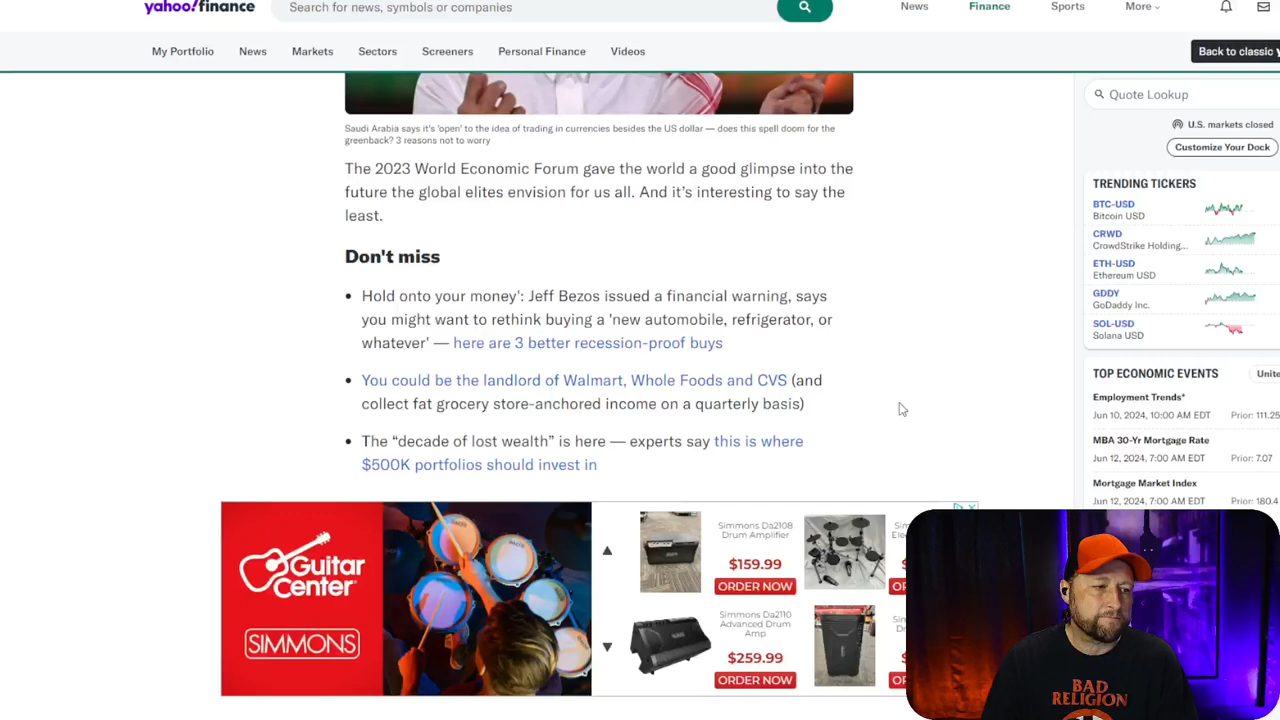 yahoo!finance
Search for news, symbols or companies
News
Finance
Sports
More
My Portfolio
News
Markets
Sectors
Screeners
Personal Finance
Videos
Back to classic
Saudi Arabia says it's 'open' to the idea of trading in currencies besides the US dollar — does this spell doom for the
greenback? 3 reasons not to worry
The 2023 World Economic Forum gave the world a good glimpse into the
future the global elites envision for us all. And it's interesting to say the
least.
Don't miss
• Hold onto your money': Jeff Bezos issued a financial warning, says
you might want to rethink buying a 'new automobile, refrigerator, or
whatever' — here are 3 better recession-proof buys
• You could be the landlord of Walmart, Whole Foods and CVS (and
collect fat grocery store-anchored income on a quarterly basis)
• The “decade of lost wealth” is here — experts say this is where
$500K portfolios should invest in
Quote Lookup
U.S. markets closed
Customize Your Dock
TRENDING TICKERS
BTC-USD
Bitcoin USD
CRWD
CrowdStrike Holding...
ETH-USD
Ethereum USD
GDDY
GoDaddy Inc.
SOL-USD
Solana USD
TOP ECONOMIC EVENTS
Employment Trends*
Jun 10, 2024, 10:00 AM EDT Prior: 111.25
MBA 30-Yr Mortgage Rate
Jun 12, 2024, 7:00 AM EDT Prior: 7.07
Mortgage Market Index
Jun 12, 2024, 7:00 AM EDT Prior: 180.4
Guitar
Center
SIMMONS
Simmons Da2108
Drum Amplifier
$159.99
ORDER NOW
Simmons Da2110
Advanced Drum
Amp
$259.99
ORDER NOW
BAD
RELIGION